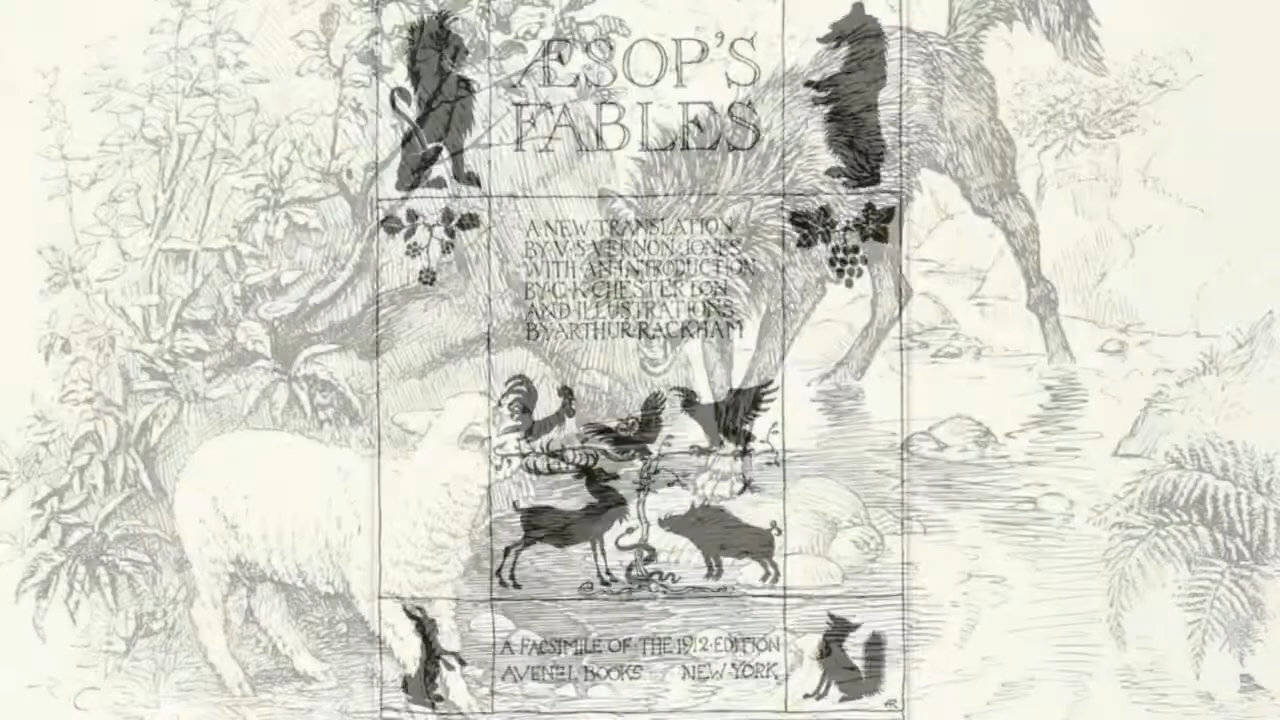 ÆSOP'S
FABLES
A NEW TRANSLATION
BY V·S·VERNON JONES
WITH AN INTRODUCTION
BY G·K·CHESTERTON
AND ILLUSTRATIONS
BY ARTHUR RACKHAM
A FACSIMILE OF THE 1912 EDITION
AVENEL BOOKS NEW YORK
AR